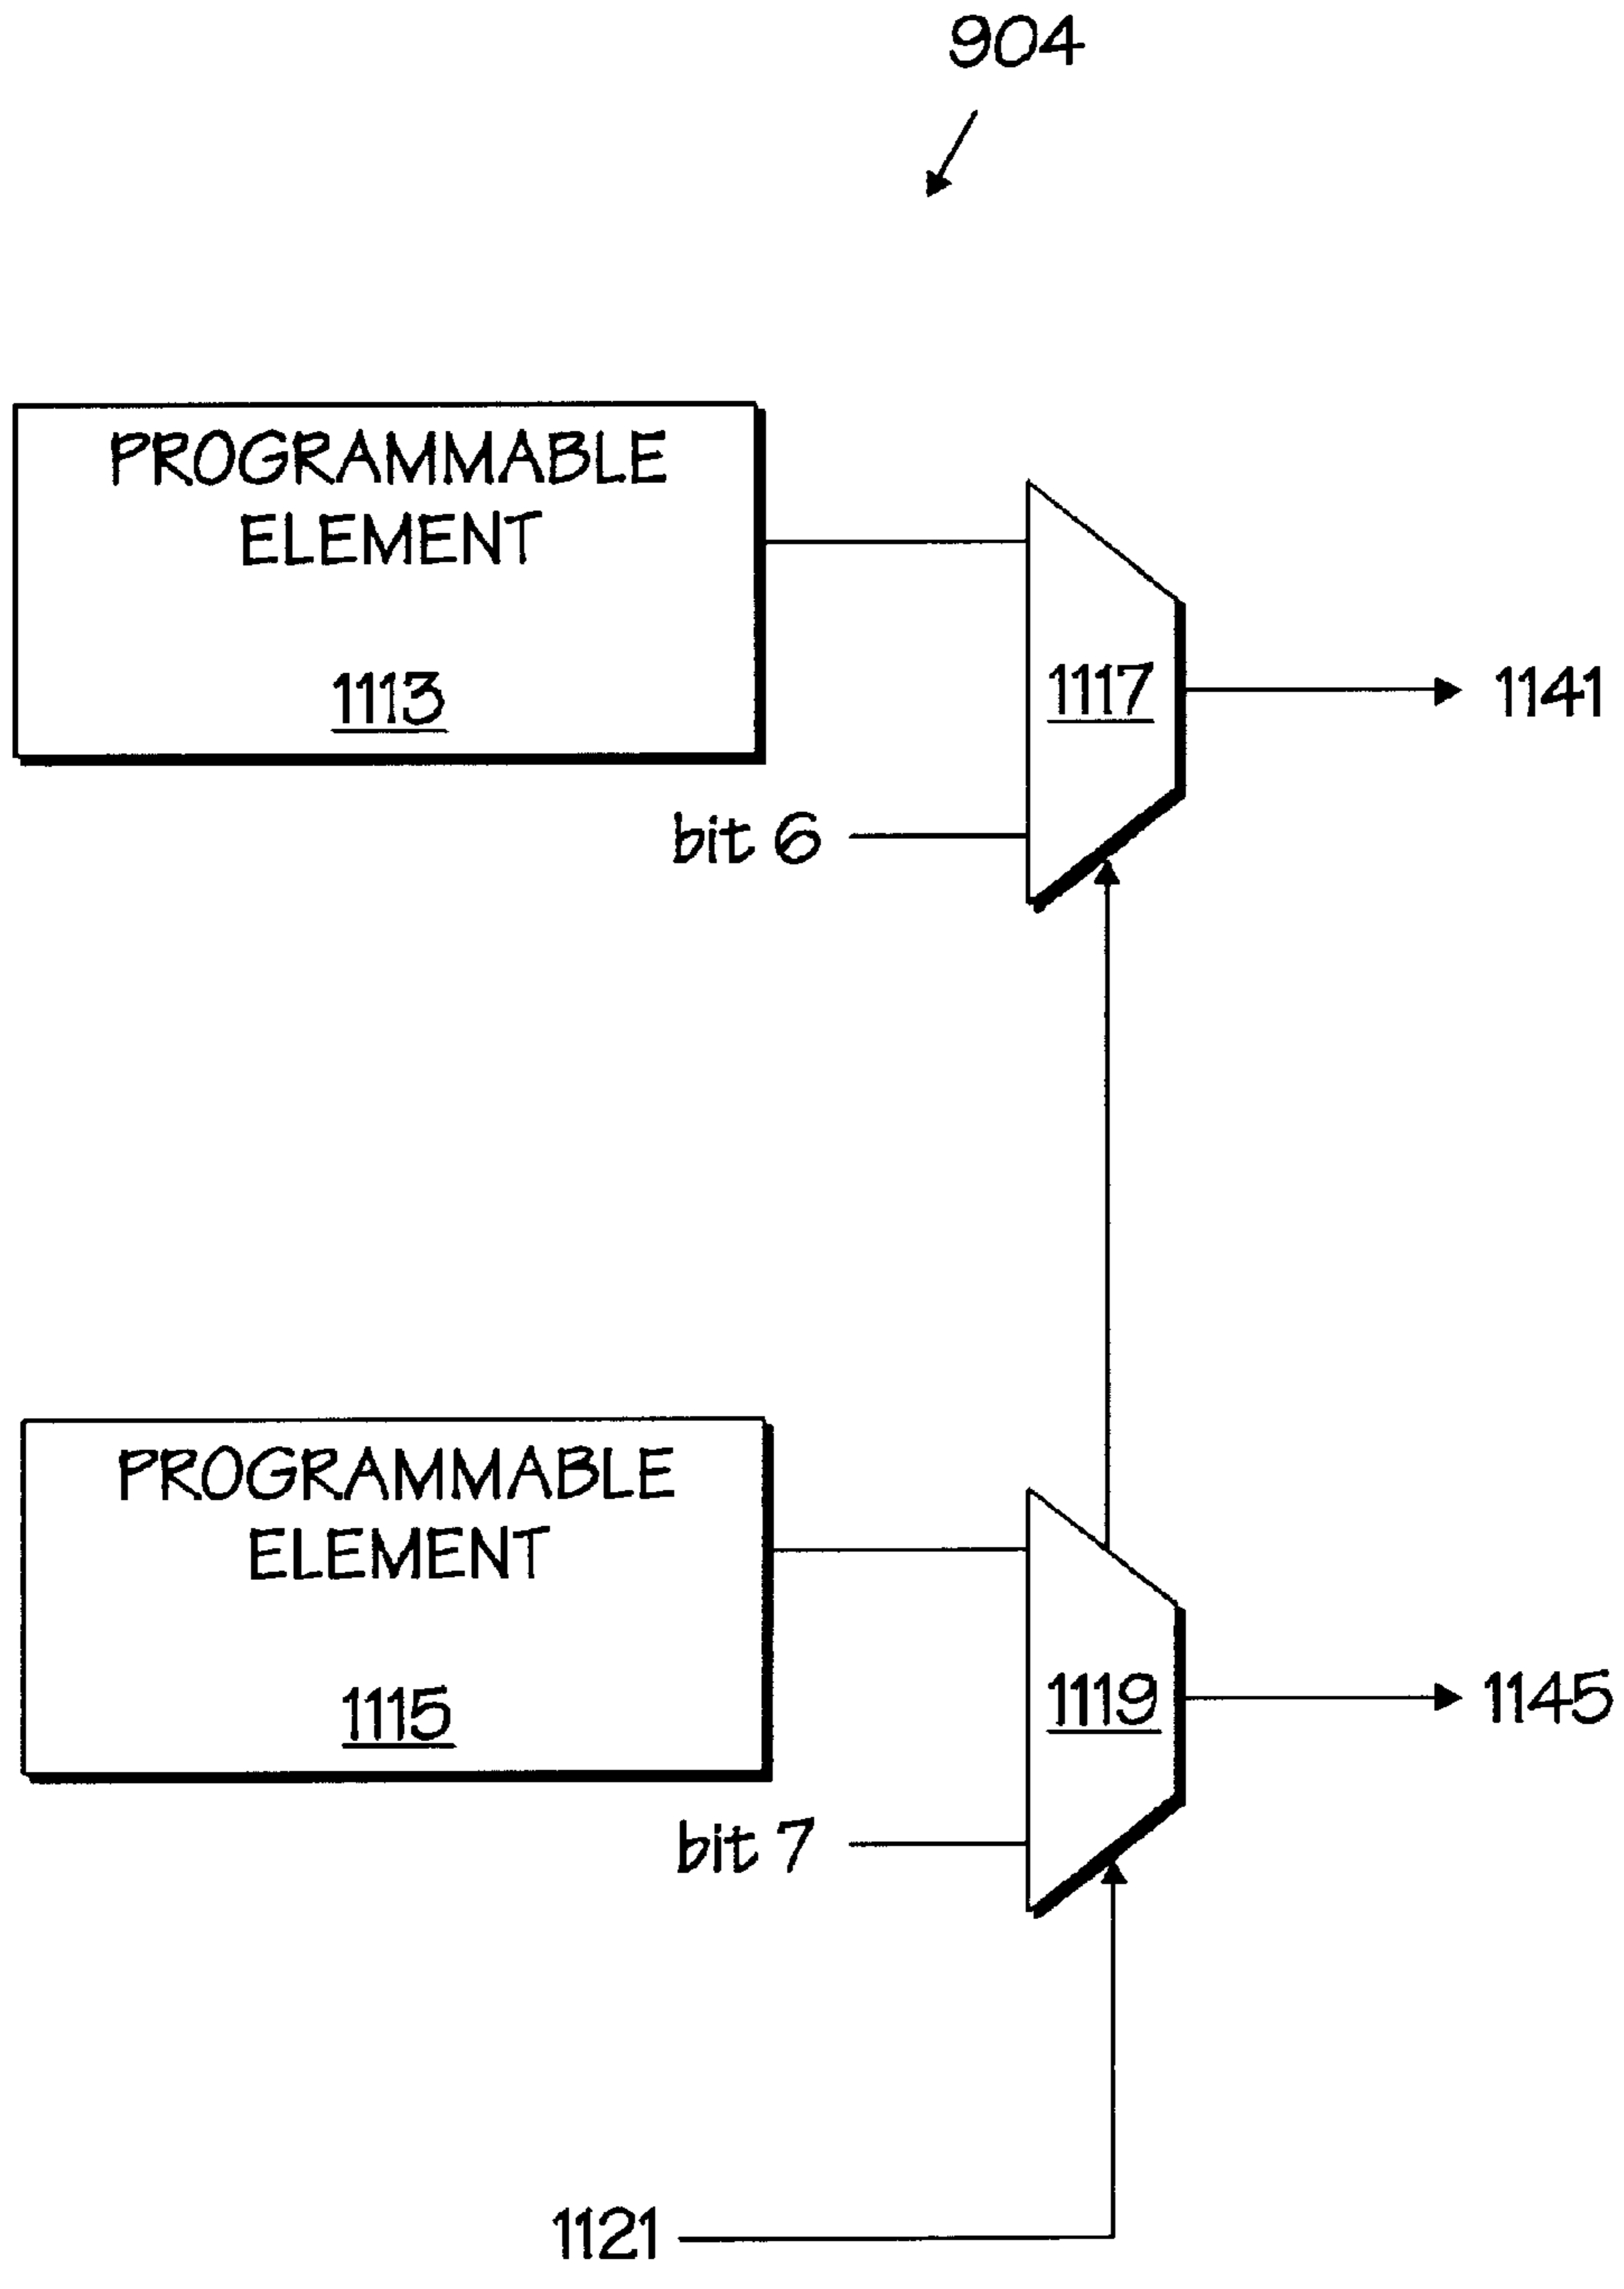 904
PROGRAMMABLE
ELEMENT
1113
1117
1141
bit 6
PROGRAMMABLE
ELEMENT
1115
1119
1145
bit 7
1121